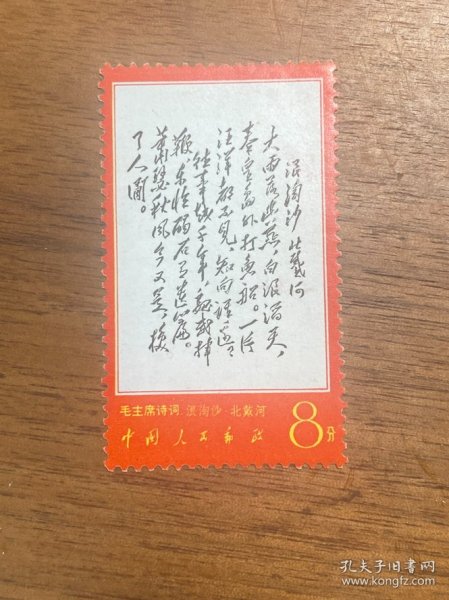 浪淘沙 北戴河
大雨落幽燕,白浪滔天,
秦皇岛外打魚船。一片
汪洋都不见,知向谁边?
往事越千年,魏武挥
鞭,东临碣石有遗篇。
萧瑟秋风今又是,换
了人间。
毛主席诗词 浪淘沙·北戴河
中国人民邮政 8分
孔夫子旧书网
www.kongfz.com